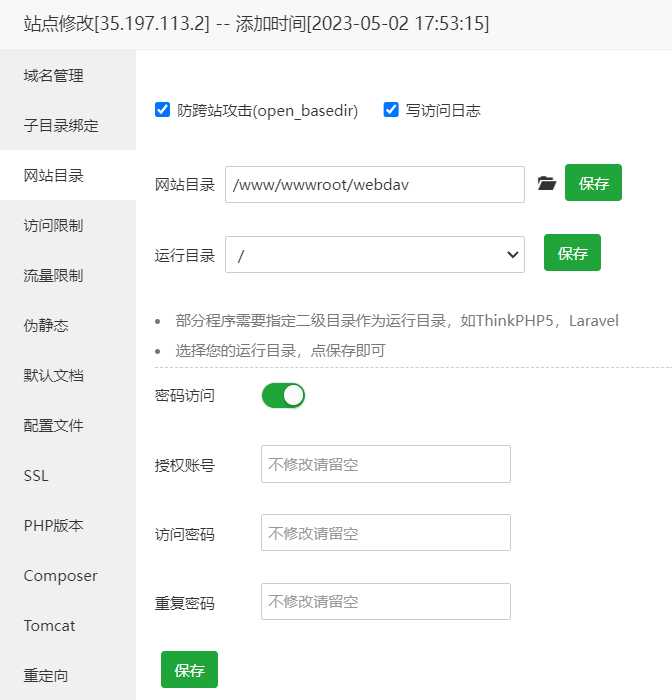 站点修改[35.197.113.2] -- 添加时间[2023-05-02 17:53:15]
域名管理
子目录绑定
网站目录
访问限制
流量限制
伪静态
默认文档
配置文件
SSL
PHP版本
Composer
Tomcat
重定向
防跨站攻击(open_basedir) 写访问日志
网站目录 /www/wwwroot/webdav 保存
运行目录 / 保存
部分程序需要指定二级目录作为运行目录，如ThinkPHP5，Laravel
选择您的运行目录，点保存即可
密码访问
授权账号 不修改请留空
访问密码 不修改请留空
重复密码 不修改请留空
保存